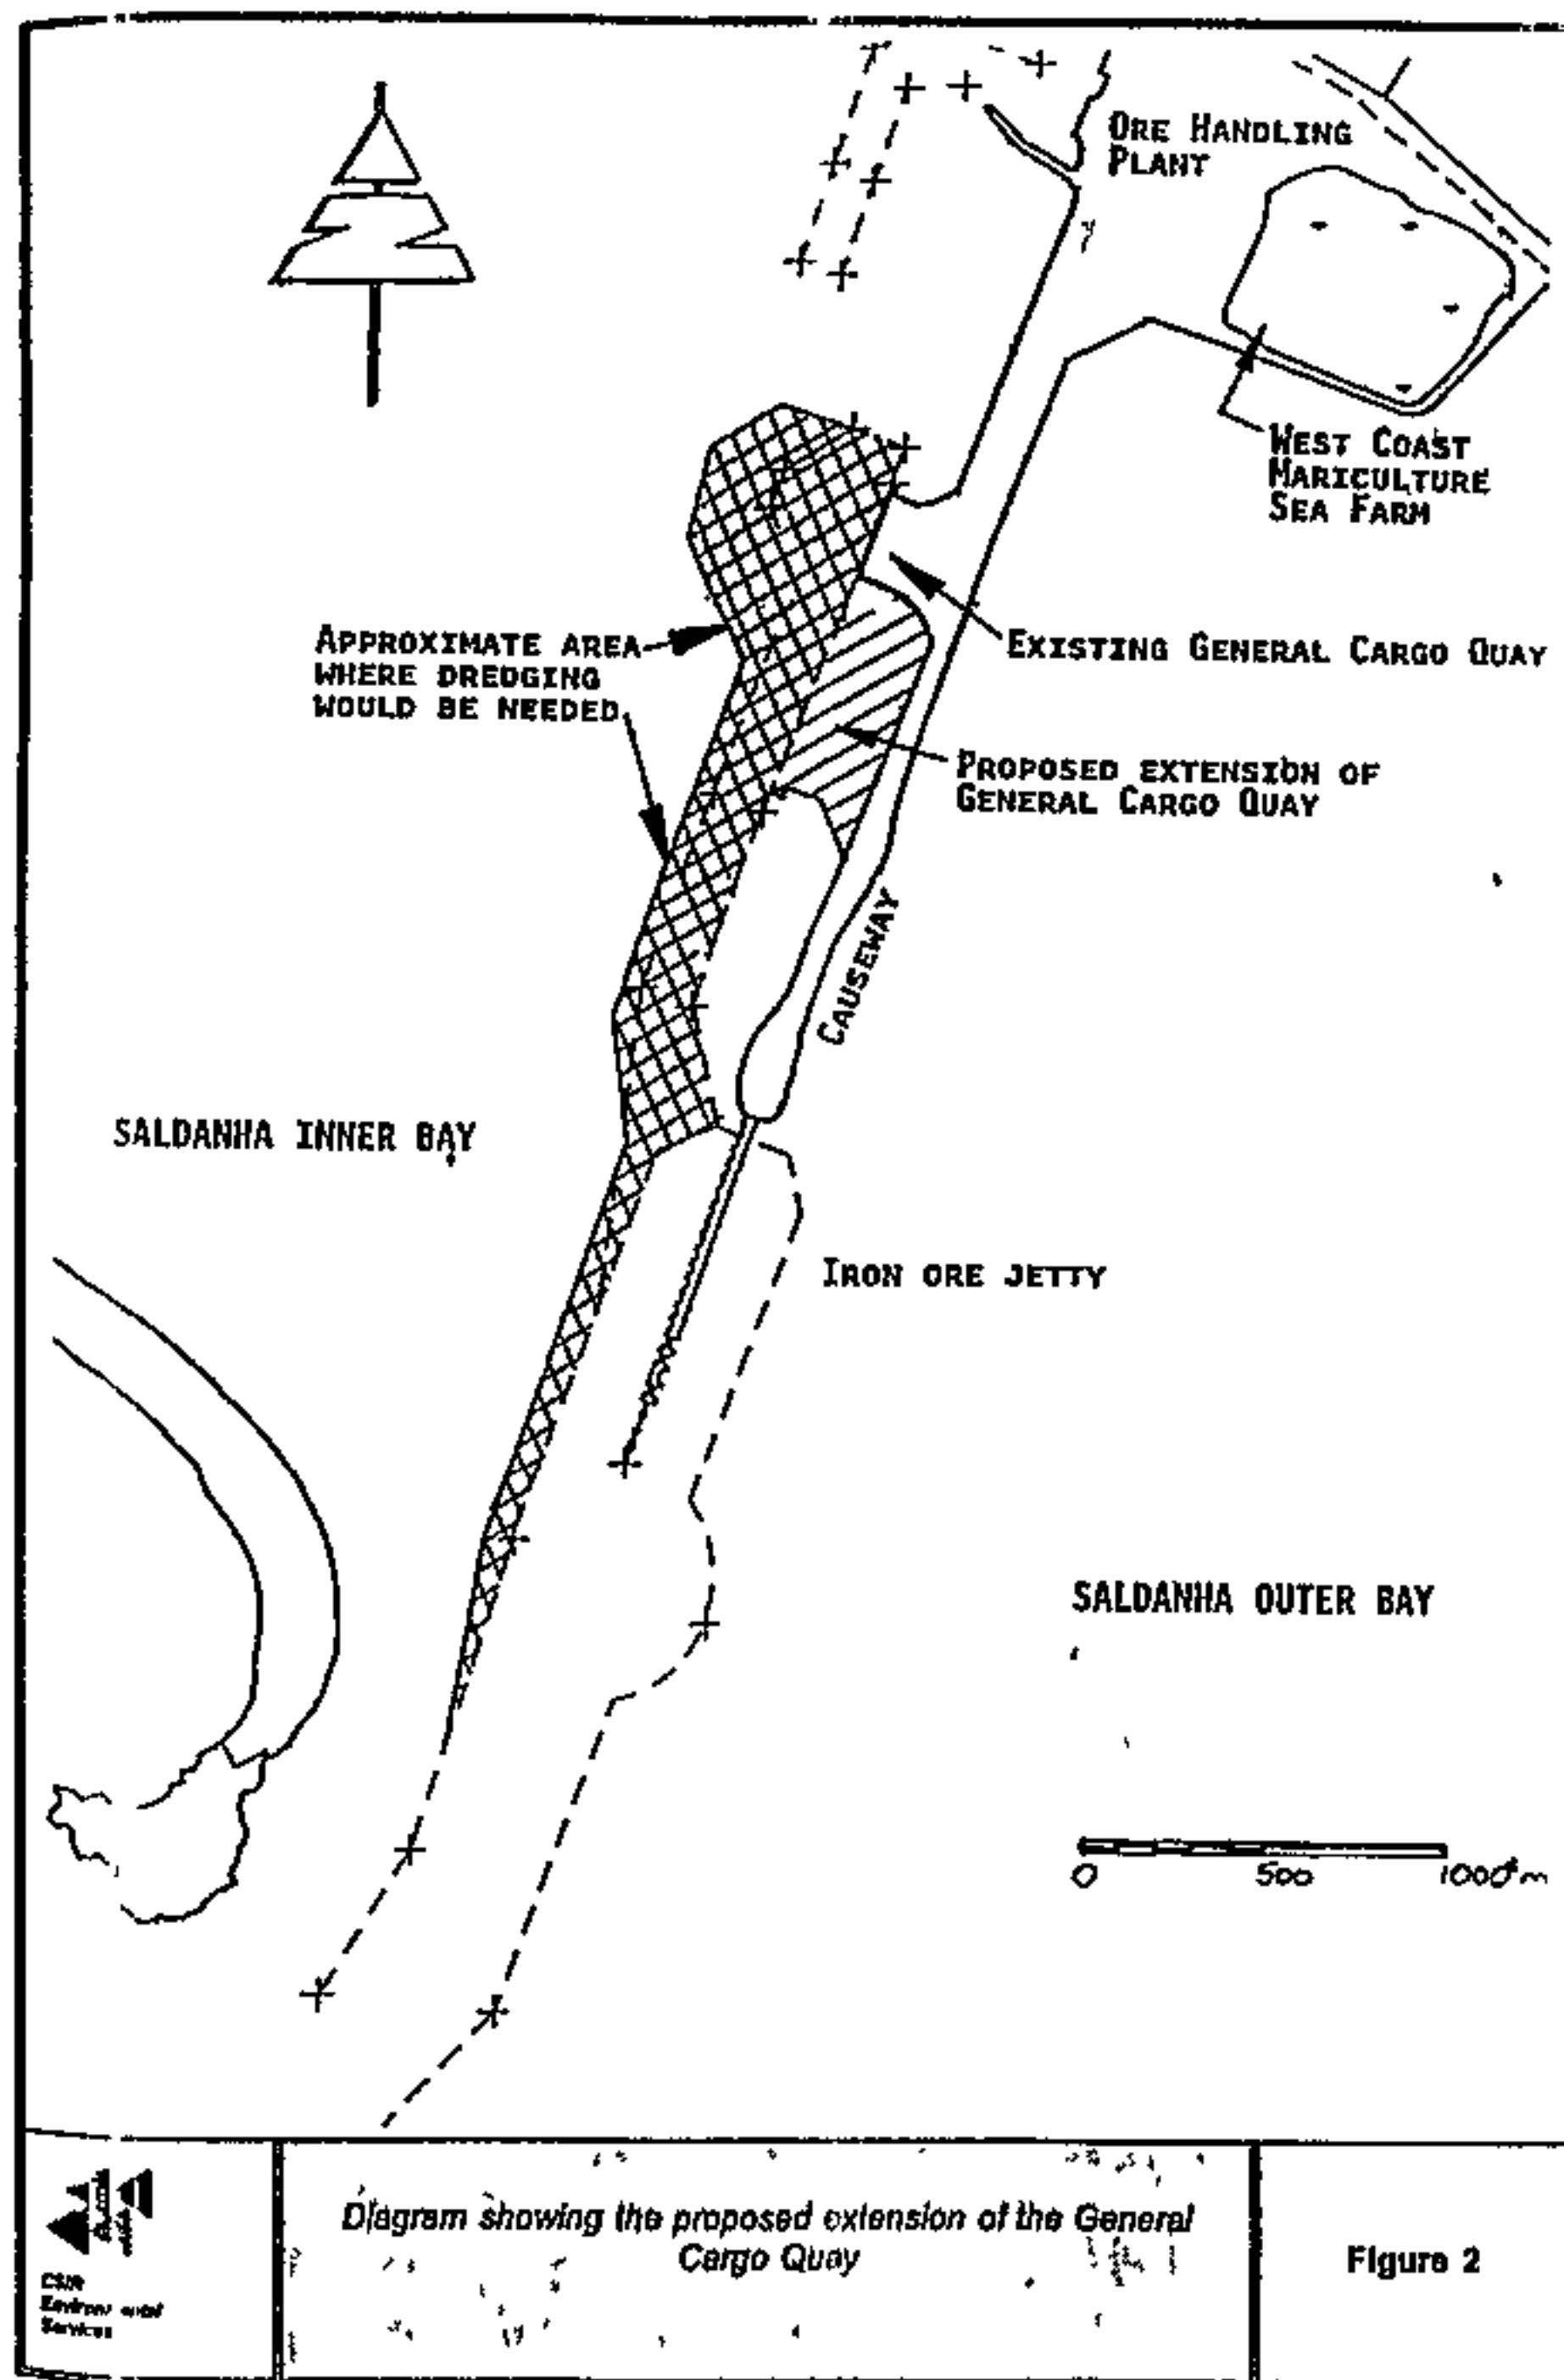 ORE HANDLING
PLANT
WEST COAST
MARICULTURE
SEA FARM
APPROXIMATE AREA
WHERE DREDGING
WOULD BE NEEDED
EXISTING GENERAL CARGO QUAY
PROPOSED EXTENSION OF
GENERAL CARGO QUAY
CAUSEWAY
SALDANHA INNER BAY
IRON ORE JETTY
SALDANHA OUTER BAY
0 500 1000 m
Diagram showing the proposed extension of the General
Cargo Quay
Figure 2
CSIR
Services